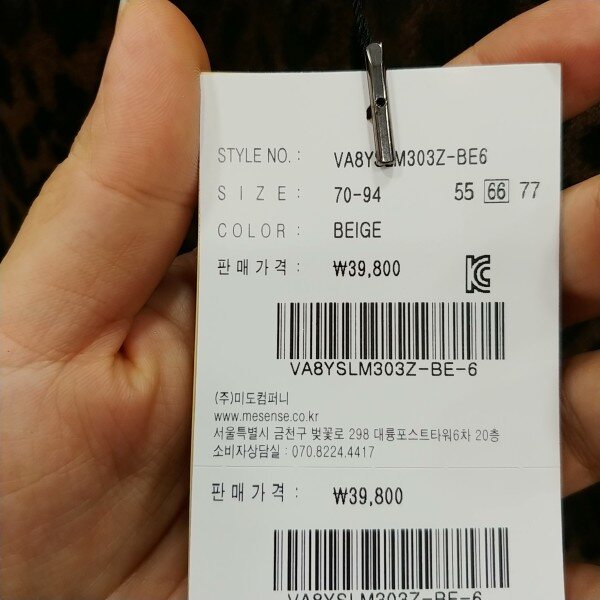 STYLE NO. : VA8YSLM303Z-BE6
SIZE : 70-94 55 66 77
COLOR : BEIGE
판매가격 : ₩39,800
VA8YSLM303Z-BE-6
(주)미도컴퍼니
www.mesense.co.kr
서울특별시 금천구 벚꽃로 298 대륭포스트타워6차 20층
소비자상담실 : 070.8224.4417
판매가격 : ₩39,800
VA8YSLM303Z-BE-6